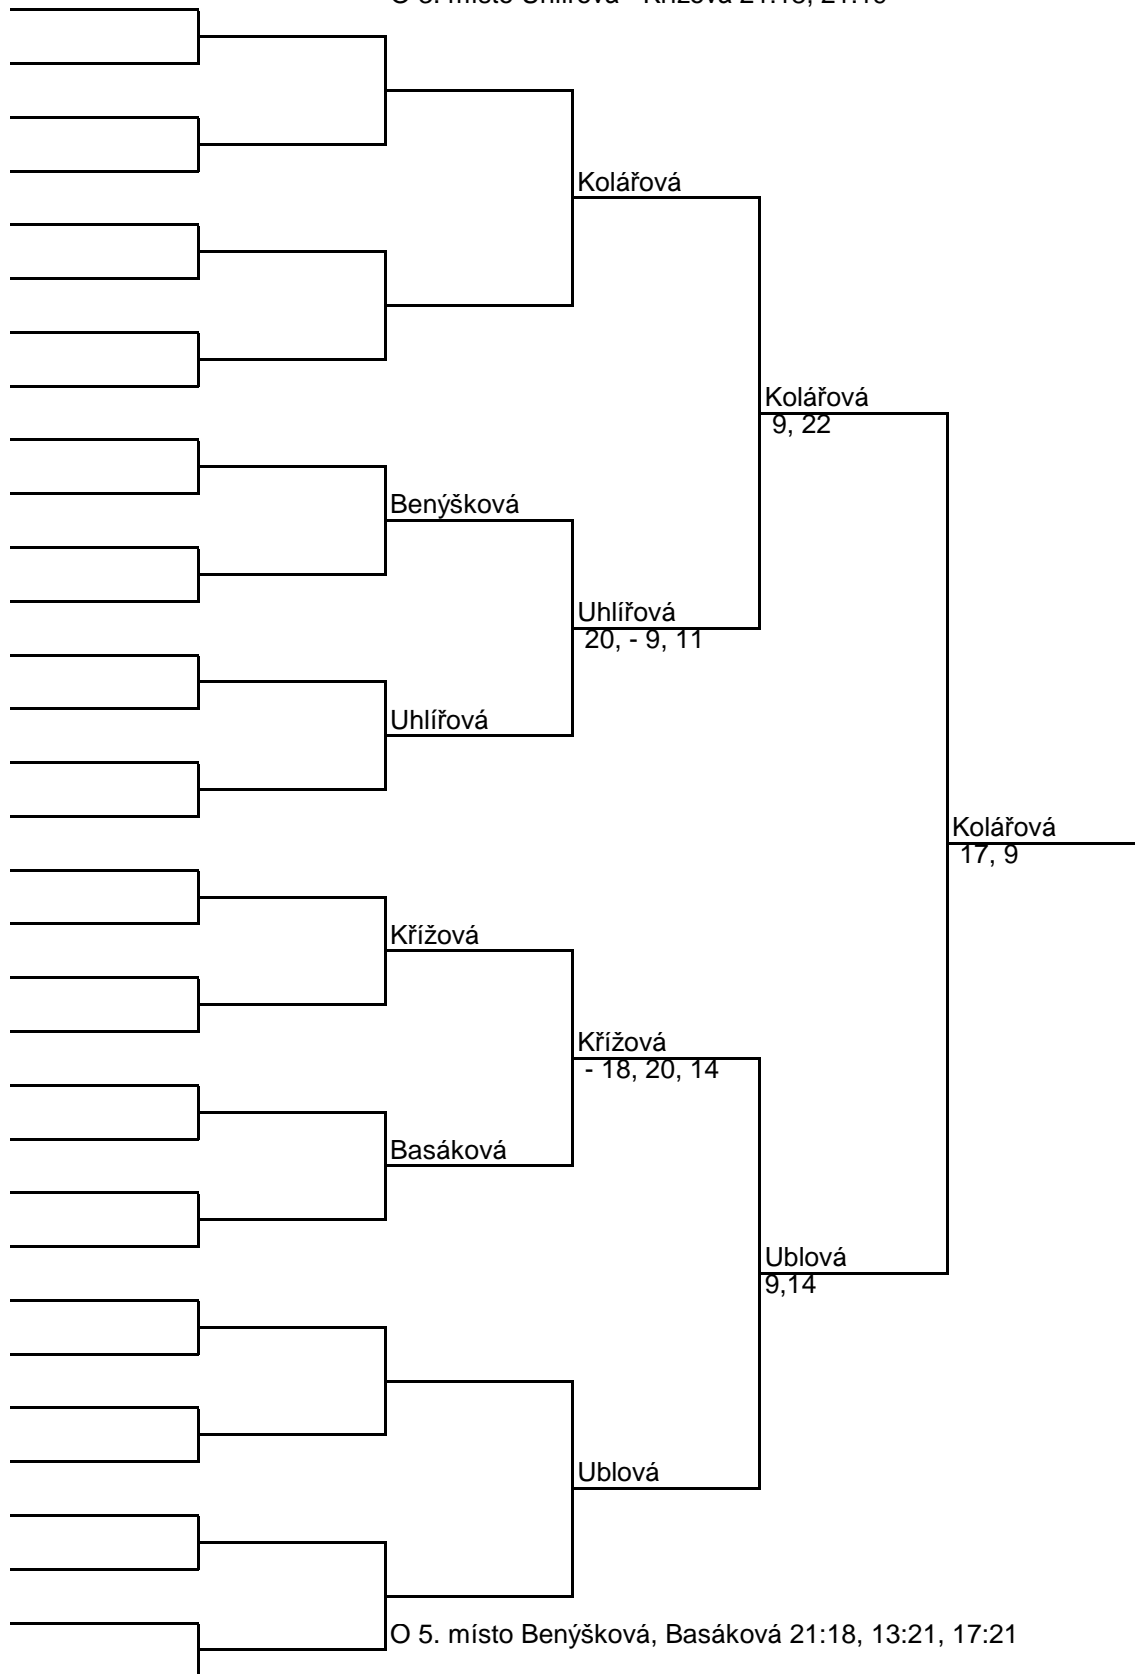 Kolářová
Kolářová
9, 22
Benýšková
Uhlířová
20, - 9, 11
Uhlířová
Kolářová
17, 9
Křížová
Křížová
- 18, 20, 14
Basáková
Ublová
9,14
Ublová
O 5. místo Benýšková, Basáková 21:18, 13:21, 17:21